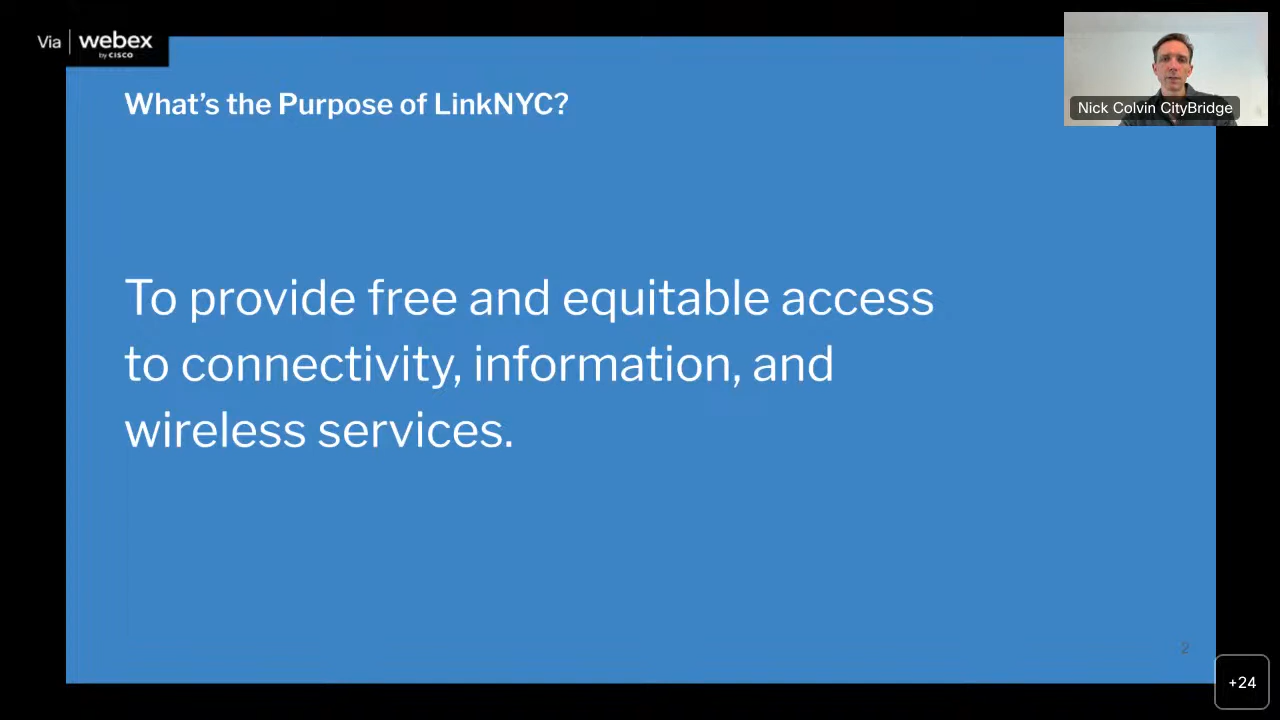 Via webex
by CISCO
What's the Purpose of LinkNYC?
Nick Colvin CityBridge
To provide free and equitable access
to connectivity, information, and
wireless services.
2
+24